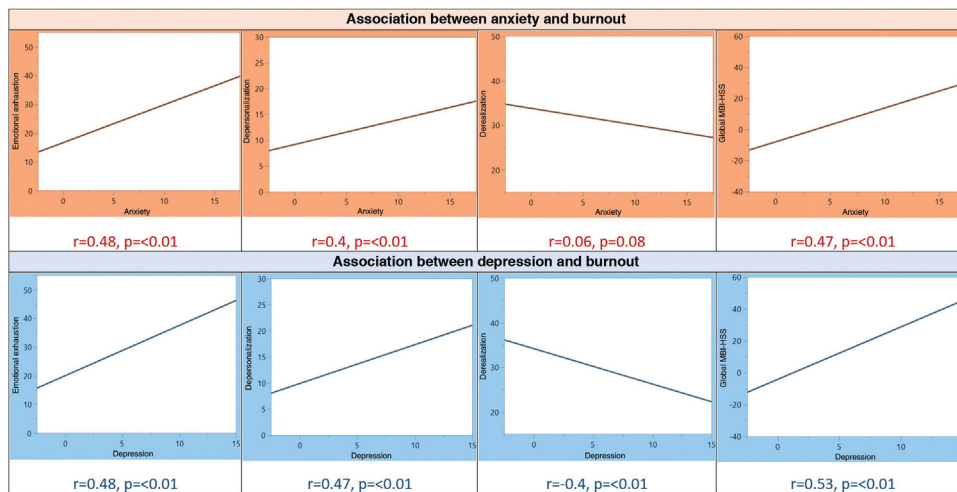 Association between anxiety and burnout
Emotional exhaustion
50
40
30
20
10
0
0 5 10 15
Anxiety
Depersonalization
30
25
20
15
10
5
0
0 5 10 15
Anxiety
Derealization
50
40
30
20
0 5 10 15
Anxiety
Global MBI-HSS
60
40
20
0
-20
-40
0 5 10 15
Anxiety
r=0.48, p=<0.01
r=0.4, p=<0.01
r=0.06, p=0.08
r=0.47, p=<0.01
Association between depression and burnout
Emotional exhaustion
50
40
30
20
10
0
0 5 10 15
Depression
Depersonalization
30
25
20
15
10
5
0
0 5 10 15
Depression
Derealization
50
40
30
20
0 5 10 15
Depression
Global MBI-HSS
60
40
20
0
-20
-40
0 5 10
Depression
r=0.48, p=<0.01
r=0.47, p=<0.01
r=-0.4, p=<0.01
r=0.53, p=<0.01